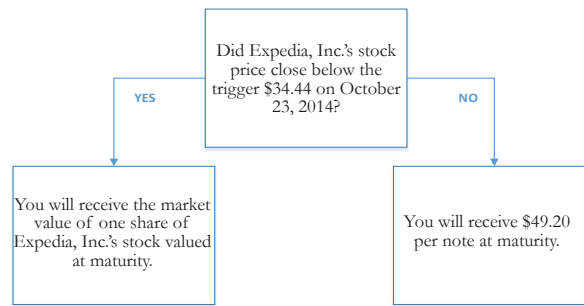 Did Expedia, Inc.'s stock
price close below the
trigger $34.44 on October
23, 2014?
YES
NO
You will receive the market
value of one share of
Expedia, Inc.'s stock valued
at maturity.
You will receive $49.20
per note at maturity.